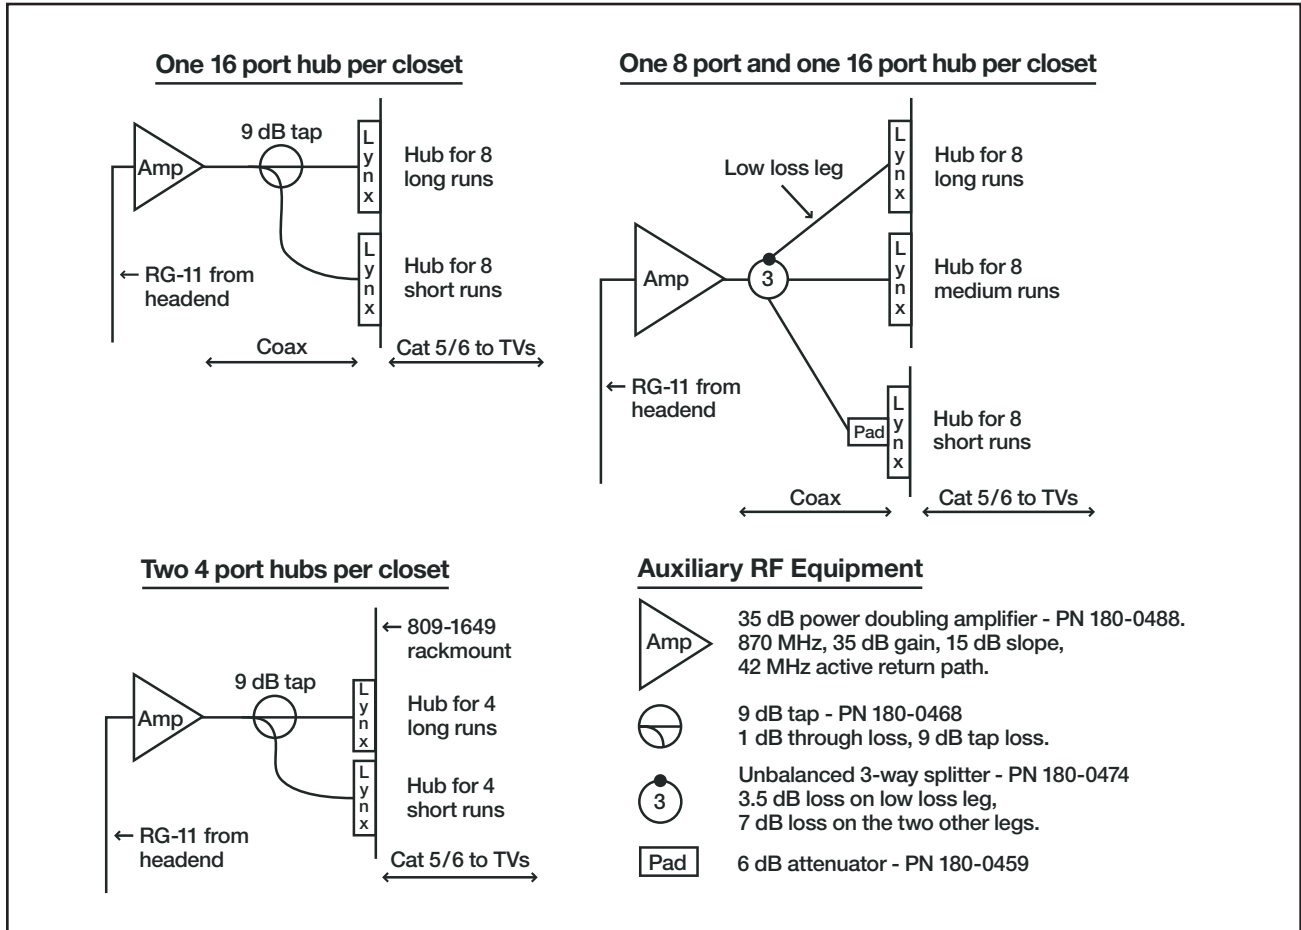 One 16 port hub per closet
9 dB tap
Amp
L
y
n
x
Hub for 8
long runs
← RG-11 from
headend
L
y
n
x
Hub for 8
short runs
Coax
Cat 5/6 to TVs
One 8 port and one 16 port hub per closet
Low loss leg
L
y
n
x
Hub for 8
long runs
Amp
3
L
y
n
x
Hub for 8
medium runs
← RG-11 from
headend
Pad
L
y
n
x
Hub for 8
short runs
Coax
Cat 5/6 to TVs
Two 4 port hubs per closet
← 809-1649
rackmount
9 dB tap
Amp
L
y
n
x
Hub for 4
long runs
L
y
n
x
Hub for 4
short runs
← RG-11 from
headend
Cat 5/6 to TVs
Auxiliary RF Equipment
Amp
35 dB power doubling amplifier - PN 180-0488.
870 MHz, 35 dB gain, 15 dB slope,
42 MHz active return path.
9 dB tap - PN 180-0468
1 dB through loss, 9 dB tap loss.
3
Unbalanced 3-way splitter - PN 180-0474
3.5 dB loss on low loss leg,
7 dB loss on the two other legs.
Pad
6 dB attenuator - PN 180-0459